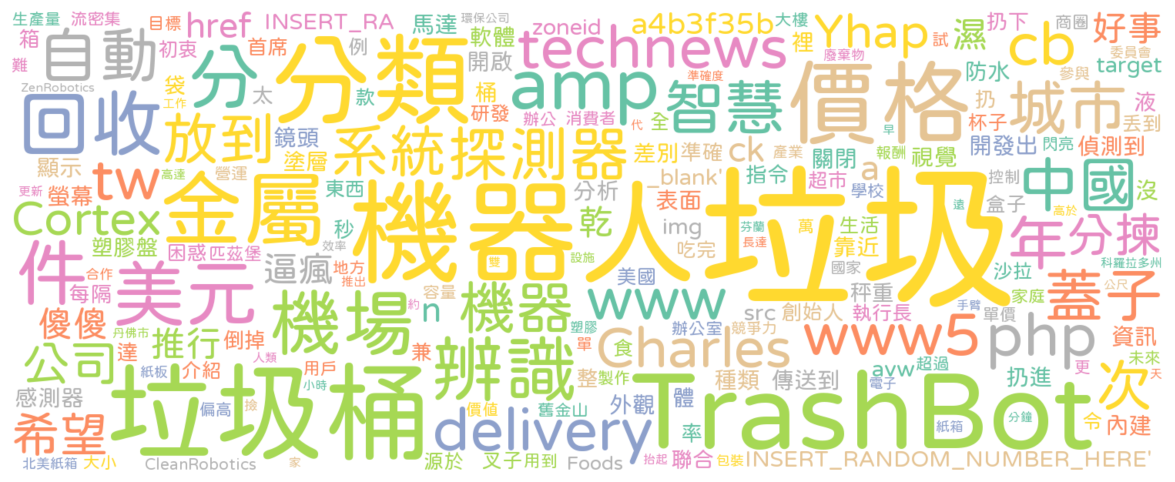 生產量 流密集 href INSERT_RA 馬達 環保公司 zoneid a4b3f35b 大樓 Yhap 裡 濕 扔下 商圈 好事
目標 箱 初衷 首席 例 軟體 technews 廢棄物 試 cb 委員會 target
難 自動 分 分類 開啟 amp 準確度 智慧 價格 防水 參與
ZenRobotics 袋 工作 太 款 桶 研發 辦公 消費者 扔 城市 液 丟到
回收 放到 鏡頭 系統 探測器 代 全 早 杯子 開發出 閃亮 偵測到
顯示 營運 塗層 差別 準確 ck 產業 關閉 報酬 視覺
tw 高達 金屬 東西 機器人 分析 _blank' 指令 超市 a 學校 控制 中國 沒
更新 螢幕 秒 乾 表面 垃圾 遠 盒子 高於
Cortex 塑膠盤 困惑 匹茲堡 效率 img 萬 生活 年 分揀
件 合作 逼瘋 雙 設施 吃完 芬蘭 長達 靠近 沙拉 科羅拉多州
每隔 美元 地方 推出 容量 機器 美國 國家 秤重 公尺 蓋子
傻傻 丹佛市 機場 約 n www src 創始人 手臂 執行長 家庭 單價
公司 達 推行 倒掉 兼 辨識 塑膠 單 辦公室 競爭力 Charles www5 php 資訊
紙板 介紹 人類 用戶 食 整 製作 種類 傳送到 avw 超過 電子 扔進 更 未來
感測器 偏高 撿 小時 垃圾桶 價值 舊金山 外觀 體 TrashBot 紙箱 分鐘 令 次 天 內建
希望 delivery 率
北美紙箱 大小 CleanRobotics 家 源於 叉子 用到 Foods 抬起 聯合 包裝 INSERT_RANDOM_NUMBER_HERE'